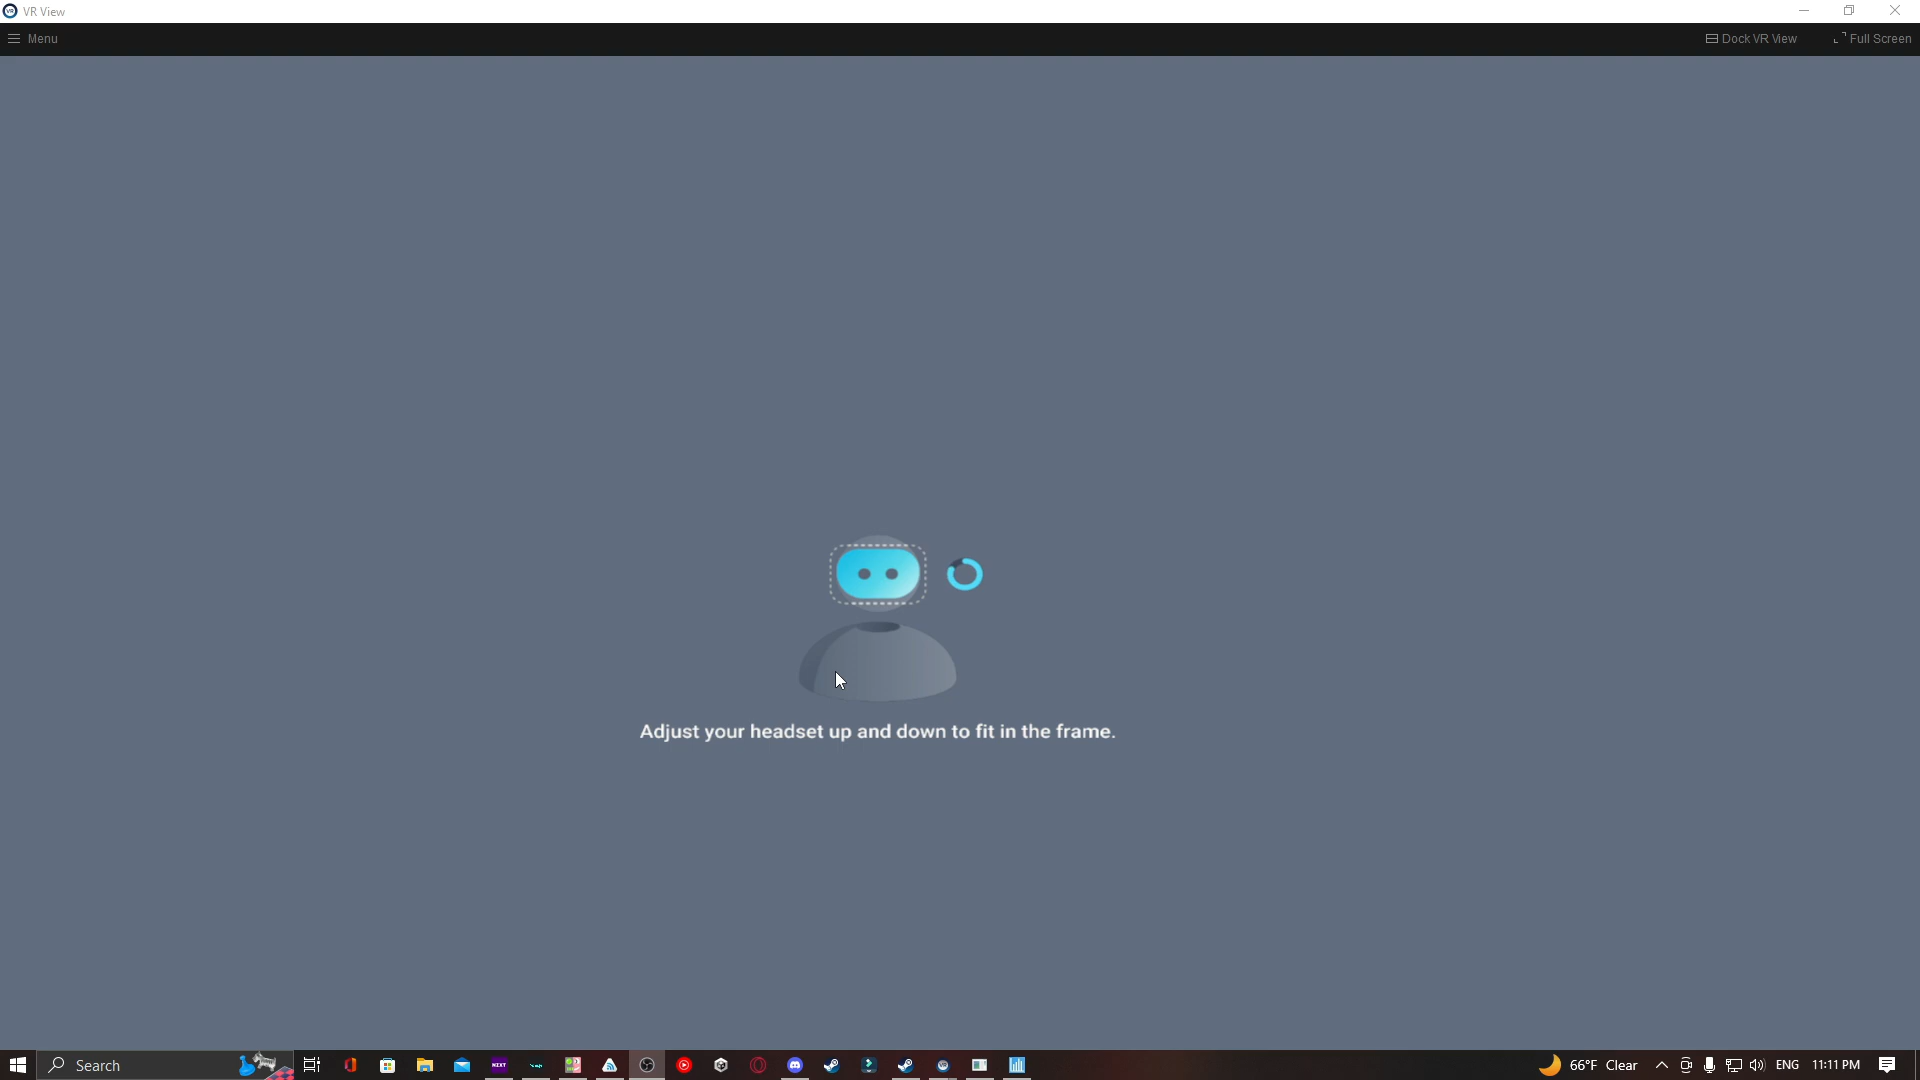 VR View
Menu
Dock VR View
Full Screen
Adjust your headset up and down to fit in the frame.
Search
NEXT
66°F Clear
ENG
11:11 PM